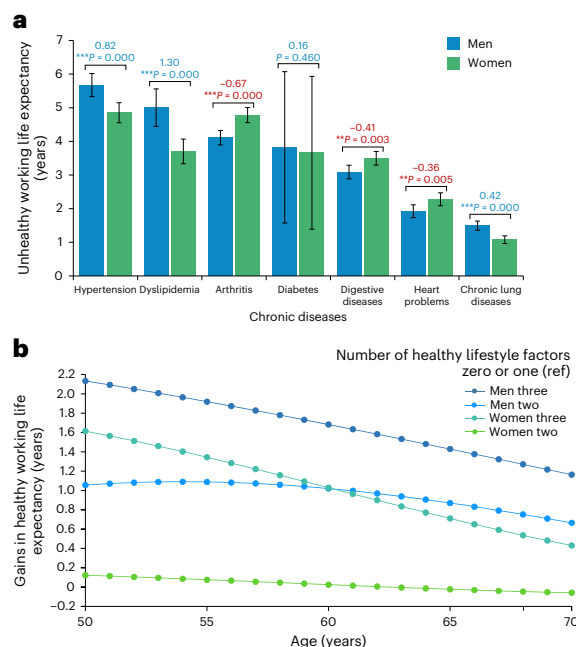 a
Unhealthy working life expectancy
(years)
7
6
5
4
3
2
1
0
0.82
***P = 0.000
1.30
***P = 0.000
−0.67
***P = 0.000
0.16
P = 0.460
−0.41
**P = 0.003
−0.36
**P = 0.005
0.42
***P = 0.000
Men
Women
Hypertension
Dyslipidemia
Arthritis
Diabetes
Digestive
diseases
Heart
problems
Chronic lung
diseases
Chronic diseases
b
Number of healthy lifestyle factors
zero or one (ref)
Men three
Men two
Women three
Women two
Gains in healthy working life
expectancy (years)
2.2
2.0
1.8
1.6
1.4
1.2
1.0
0.8
0.6
0.4
0.2
0
−0.2
50
55
60
65
70
Age (years)